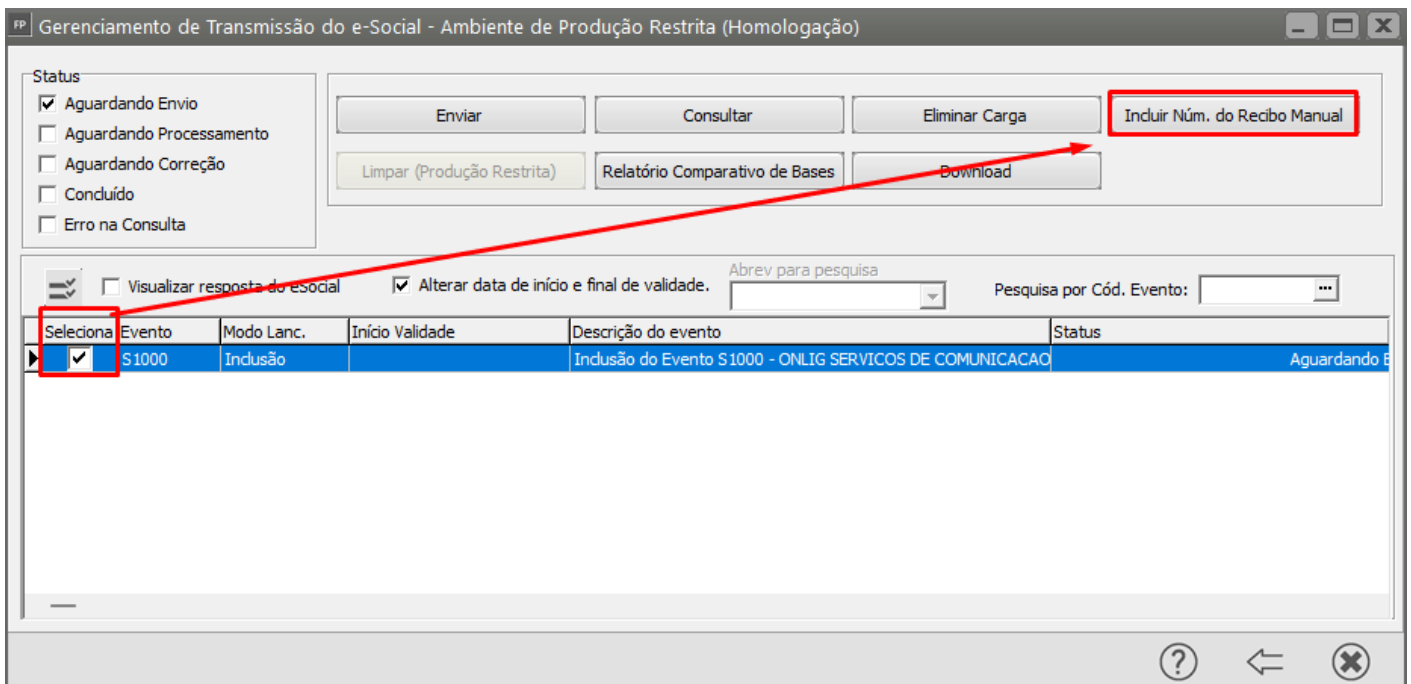 FP Gerenciamento de Transmissão do e-Social - Ambiente de Produção Restrita (Homologação)
Status
Aguardando Envio
Aguardando Processamento
Aguardando Correção
Concluído
Erro na Consulta
Enviar Consultar Eliminar Carga Incluir Núm. do Recibo Manual
Limpar (Produção Restrita) Relatório Comparativo de Bases Download
Visualizar resposta do eSocial Alterar data de início e final de validade. Abrev para pesquisa Pesquisa por Cód. Evento: ...
Seleciona Evento Modo Lanc. Início Validade Descrição do evento Status
S1000 Inclusão Inclusão do Evento S1000 - ONLIG SERVICOS DE COMUNICACAO Aguardando E
?